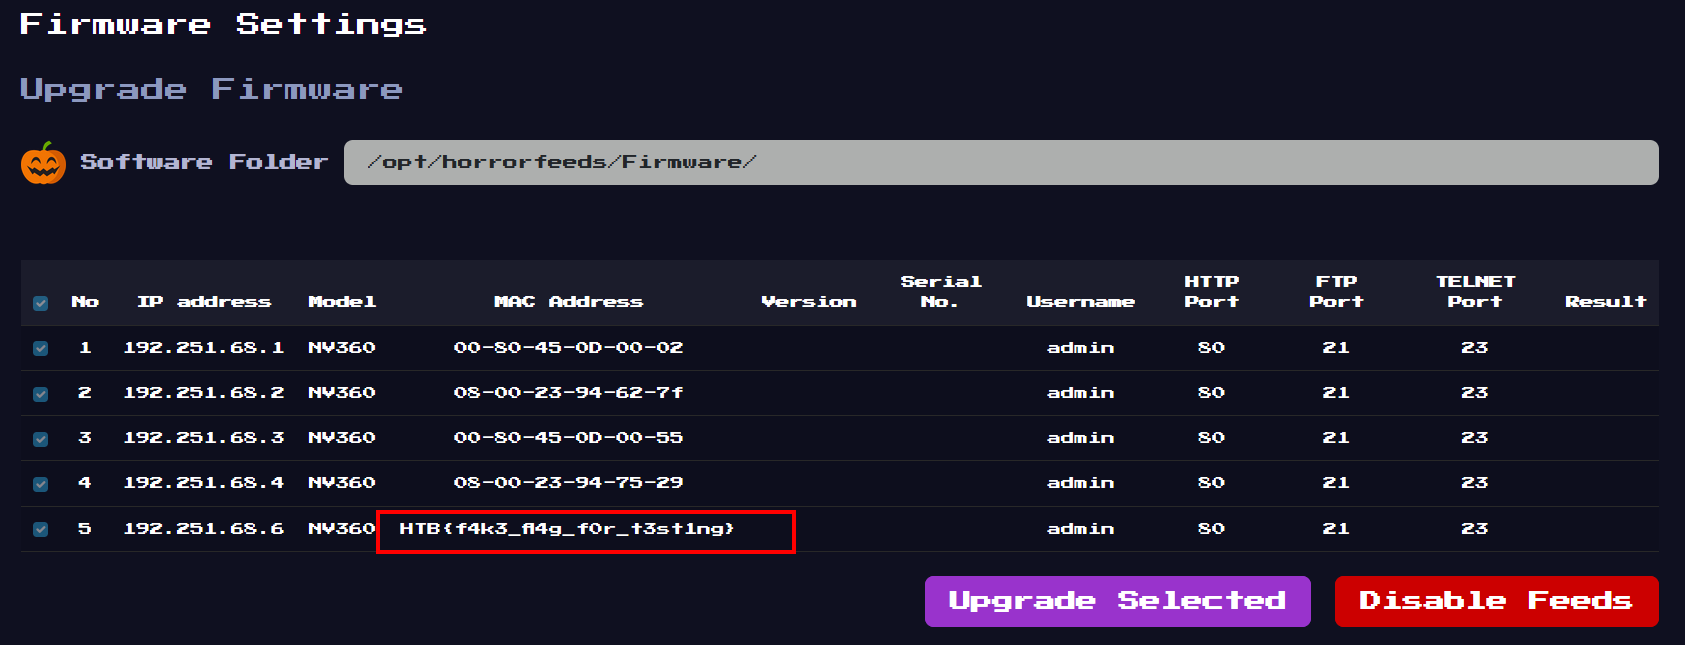 Firmware Settings
Upgrade Firmware
Software Folder /opt/horrorfeeds/Firmware/
No IP address Model MAC Address Version Serial No. Username HTTP Port FTP Port TELNET Port Result
1 192.251.68.1 NV360 00-80-45-0D-00-02 admin 80 21 23
2 192.251.68.2 NV360 08-00-23-94-62-7f admin 80 21 23
3 192.251.68.3 NV360 00-80-45-0D-00-55 admin 80 21 23
4 192.251.68.4 NV360 08-00-23-94-75-29 admin 80 21 23
5 192.251.68.6 NV360 HTB{f4k3_fl4g_f0r_t3st1ng} admin 80 21 23
Upgrade Selected Disable Feeds